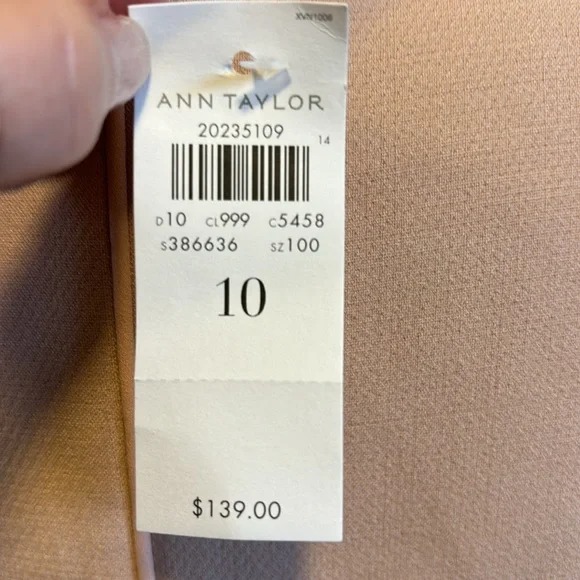 XVN1006
ANN TAYLOR
20235109
14
D10 CL999 C5458
S386636 SZ100
10
$139.00